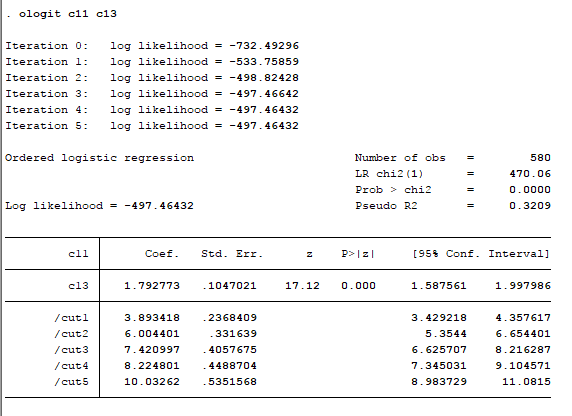 . ologit c11 c13
Iteration 0: log likelihood = -732.49296
Iteration 1: log likelihood = -533.75859
Iteration 2: log likelihood = -498.82428
Iteration 3: log likelihood = -497.46642
Iteration 4: log likelihood = -497.46432
Iteration 5: log likelihood = -497.46432
Ordered logistic regression Number of obs = 580
LR chi2(1) = 470.06
Prob > chi2 = 0.0000
Log likelihood = -497.46432 Pseudo R2 = 0.3209
c11 Coef. Std. Err. z P>|z| [95% Conf. Interval]
c13 1.792773 .1047021 17.12 0.000 1.587561 1.997986
/cut1 3.893418 .2368409 3.429218 4.357617
/cut2 6.004401 .331639 5.3544 6.654401
/cut3 7.420997 .4057675 6.625707 8.216287
/cut4 8.224801 .4488704 7.345031 9.104571
/cut5 10.03262 .5351568 8.983729 11.0815